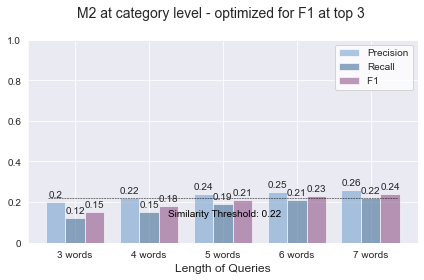 M2 at category level - optimized for F1 at top 3
1.0
0.8
0.6
0.4
0.2
0
Precision
Recall
F1
0.2 0.12 0.15
0.22 0.15 0.18
0.24 0.19 0.21
0.25 0.21 0.23
0.26 0.22 0.24
Similarity Threshold: 0.22
3 words 4 words 5 words 6 words 7 words
Length of Queries